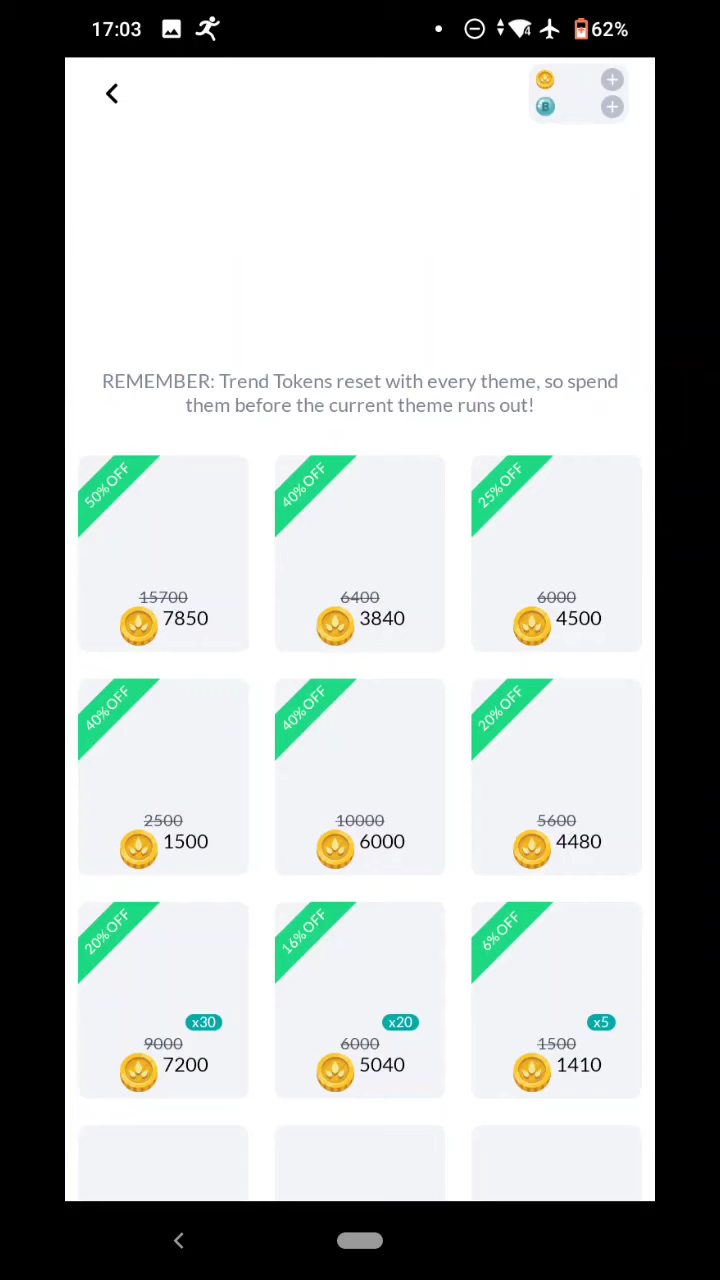 17:03
4
62%
B
REMEMBER: Trend Tokens reset with every theme, so spend
them before the current theme runs out!
50% OFF
40% OFF
25% OFF
15700
6400
6000
7850
3840
4500
40% OFF
40% OFF
20% OFF
2500
10000
5600
1500
6000
4480
20% OFF
16% OFF
6% OFF
x30
x20
x5
9000
6000
1500
7200
5040
1410